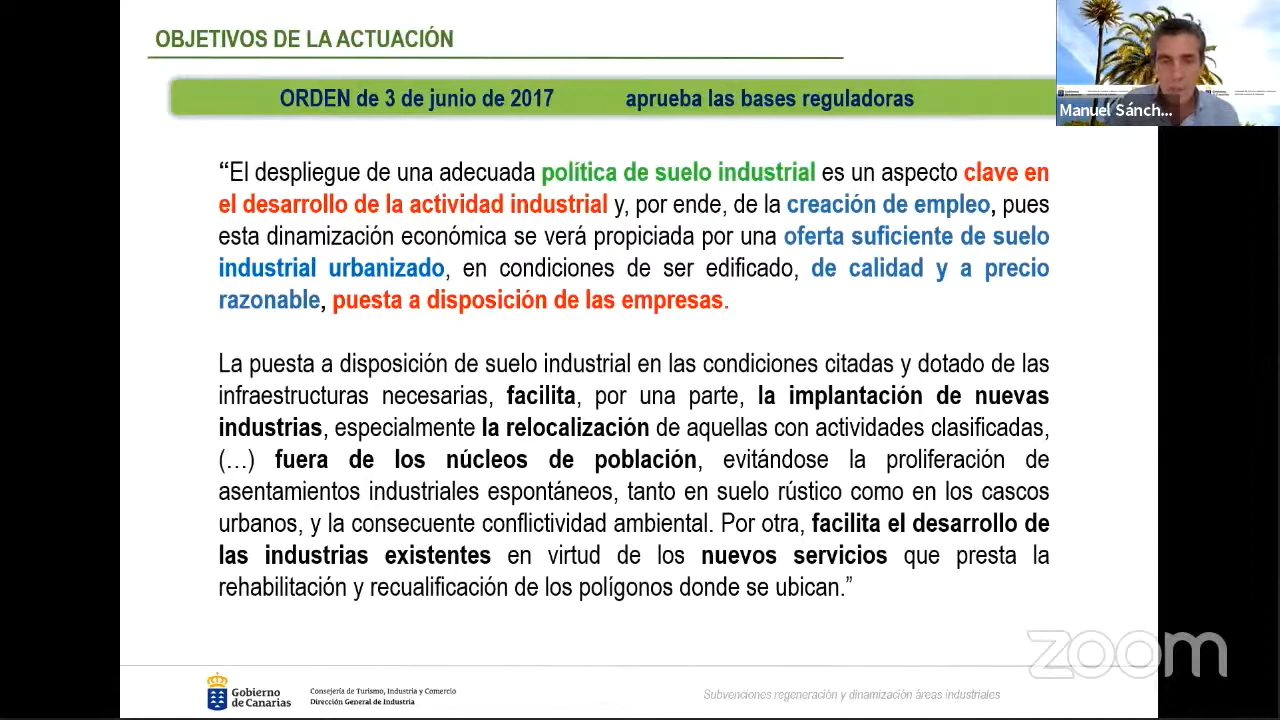 OBJETIVOS DE LA ACTUACIÓN
ORDEN de 3 de junio de 2017 aprueba las bases reguladoras
Manuel Sánch...
“El despliegue de una adecuada política de suelo industrial es un aspecto clave en
el desarrollo de la actividad industrial y, por ende, de la creación de empleo, pues
esta dinamización económica se verá propiciada por una oferta suficiente de suelo
industrial urbanizado, en condiciones de ser edificado, de calidad y a precio
razonable, puesta a disposición de las empresas.
La puesta a disposición de suelo industrial en las condiciones citadas y dotado de las
infraestructuras necesarias, facilita, por una parte, la implantación de nuevas
industrias, especialmente la relocalización de aquellas con actividades clasificadas,
(…) fuera de los núcleos de población, evitándose la proliferación de
asentamientos industriales espontáneos, tanto en suelo rústico como en los cascos
urbanos, y la consecuente conflictividad ambiental. Por otra, facilita el desarrollo de
las industrias existentes en virtud de los nuevos servicios que presta la
rehabilitación y recualificación de los polígonos donde se ubican.”
zoom
Gobierno
de Canarias
Consejería de Turismo, Industria y Comercio
Dirección General de Industria
Subvenciones regeneración y dinamización áreas industriales